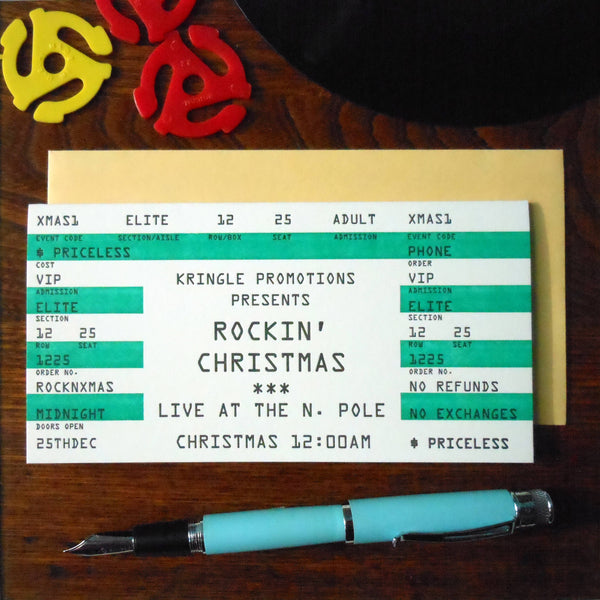 XMAS1 ELITE 12 25 ADULT XMAS1
EVENT CODE SECTION/AISLE ROW/BOX SEAT ADMISSION EVENT CODE
$ PRICELESS
COST
VIP
ADMISSION
ELITE
SECTION
12 25
ROW SEAT
1225
ORDER NO.
ROCKNXMAS
MIDNIGHT
DOORS OPEN
25THDEC
KRINGLE PROMOTIONS
PRESENTS
ROCKIN'
CHRISTMAS
***
LIVE AT THE N. POLE
CHRISTMAS 12:00AM
PHONE
ORDER
VIP
ADMISSION
ELITE
SECTION
12 25
ROW SEAT
1225
ORDER NO.
NO REFUNDS
NO EXCHANGES
$ PRICELESS